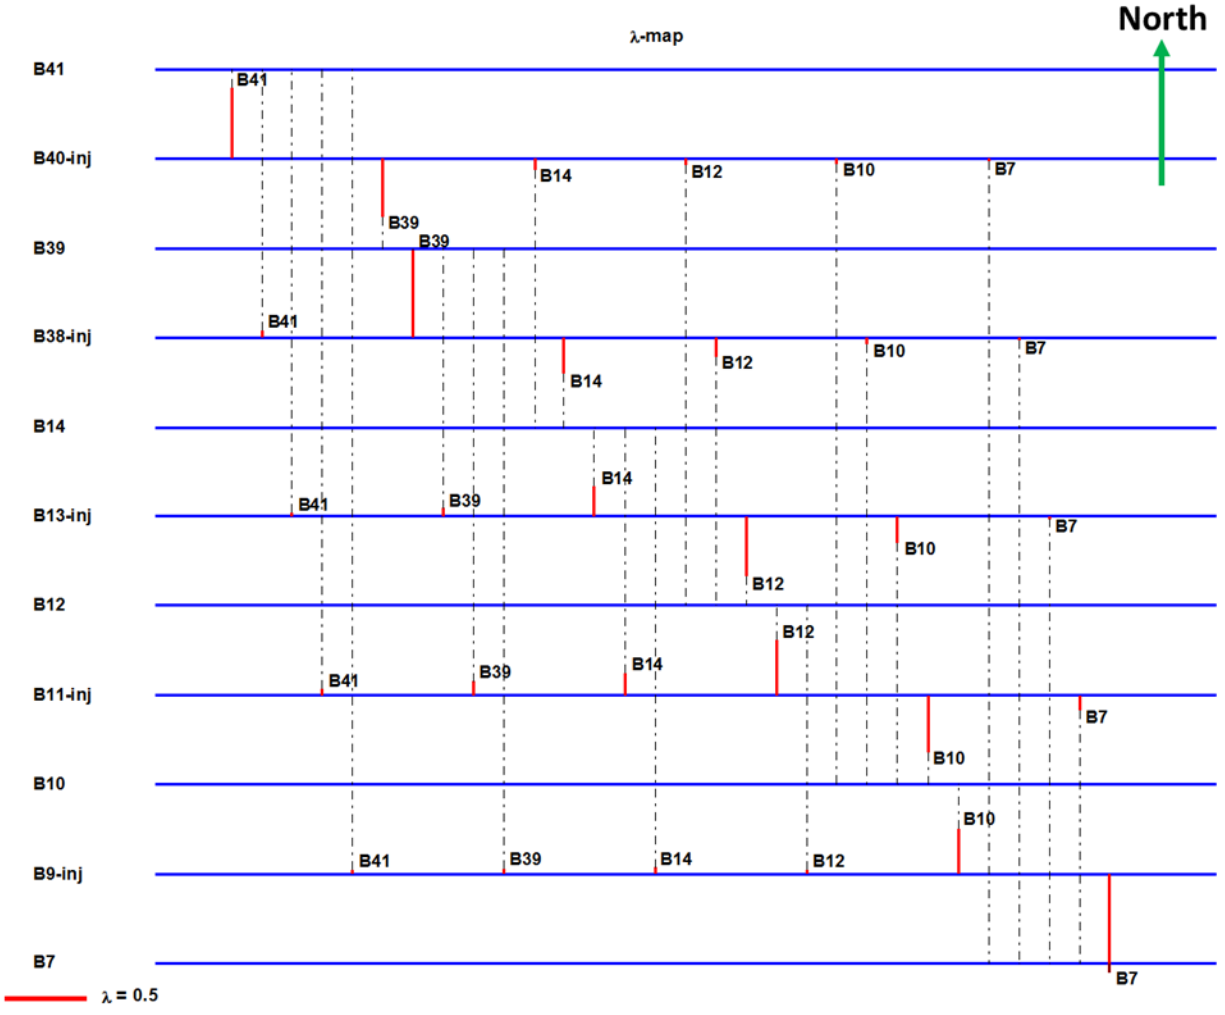 North
λ-map
B41
B41
B40-inj
B14
B12
B10
B7
B39
B39
B39
B41
B38-inj
B10
B7
B12
B14
B14
B14
B41
B39
B13-inj
B7
B10
B12
B12
B12
B14
B39
B41
B11-inj
B7
B10
B10
B10
B41
B39
B14
B12
B9-inj
B7
B7
λ = 0.5